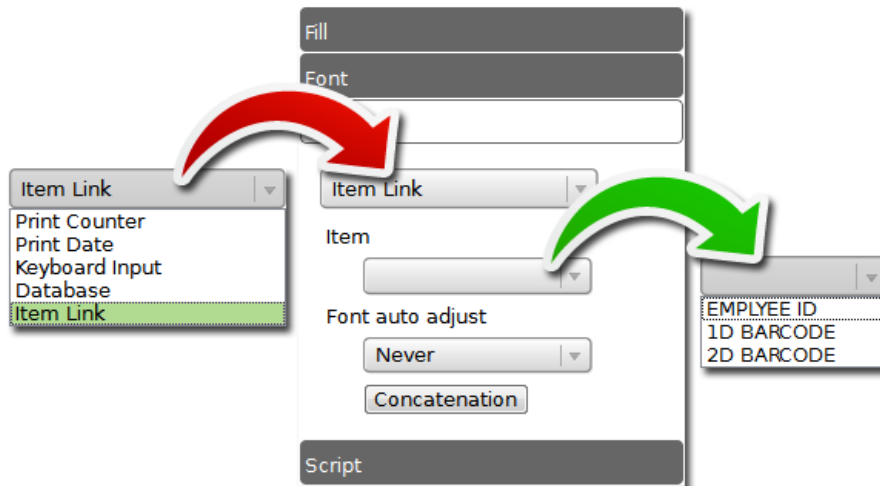 Fill
Font
Item Link
Print Counter
Print Date
Keyboard Input
Database
Item Link
Item Link
Item
Font auto adjust
Never
Concatenation
Script
EMPLYEE ID
1D BARCODE
2D BARCODE